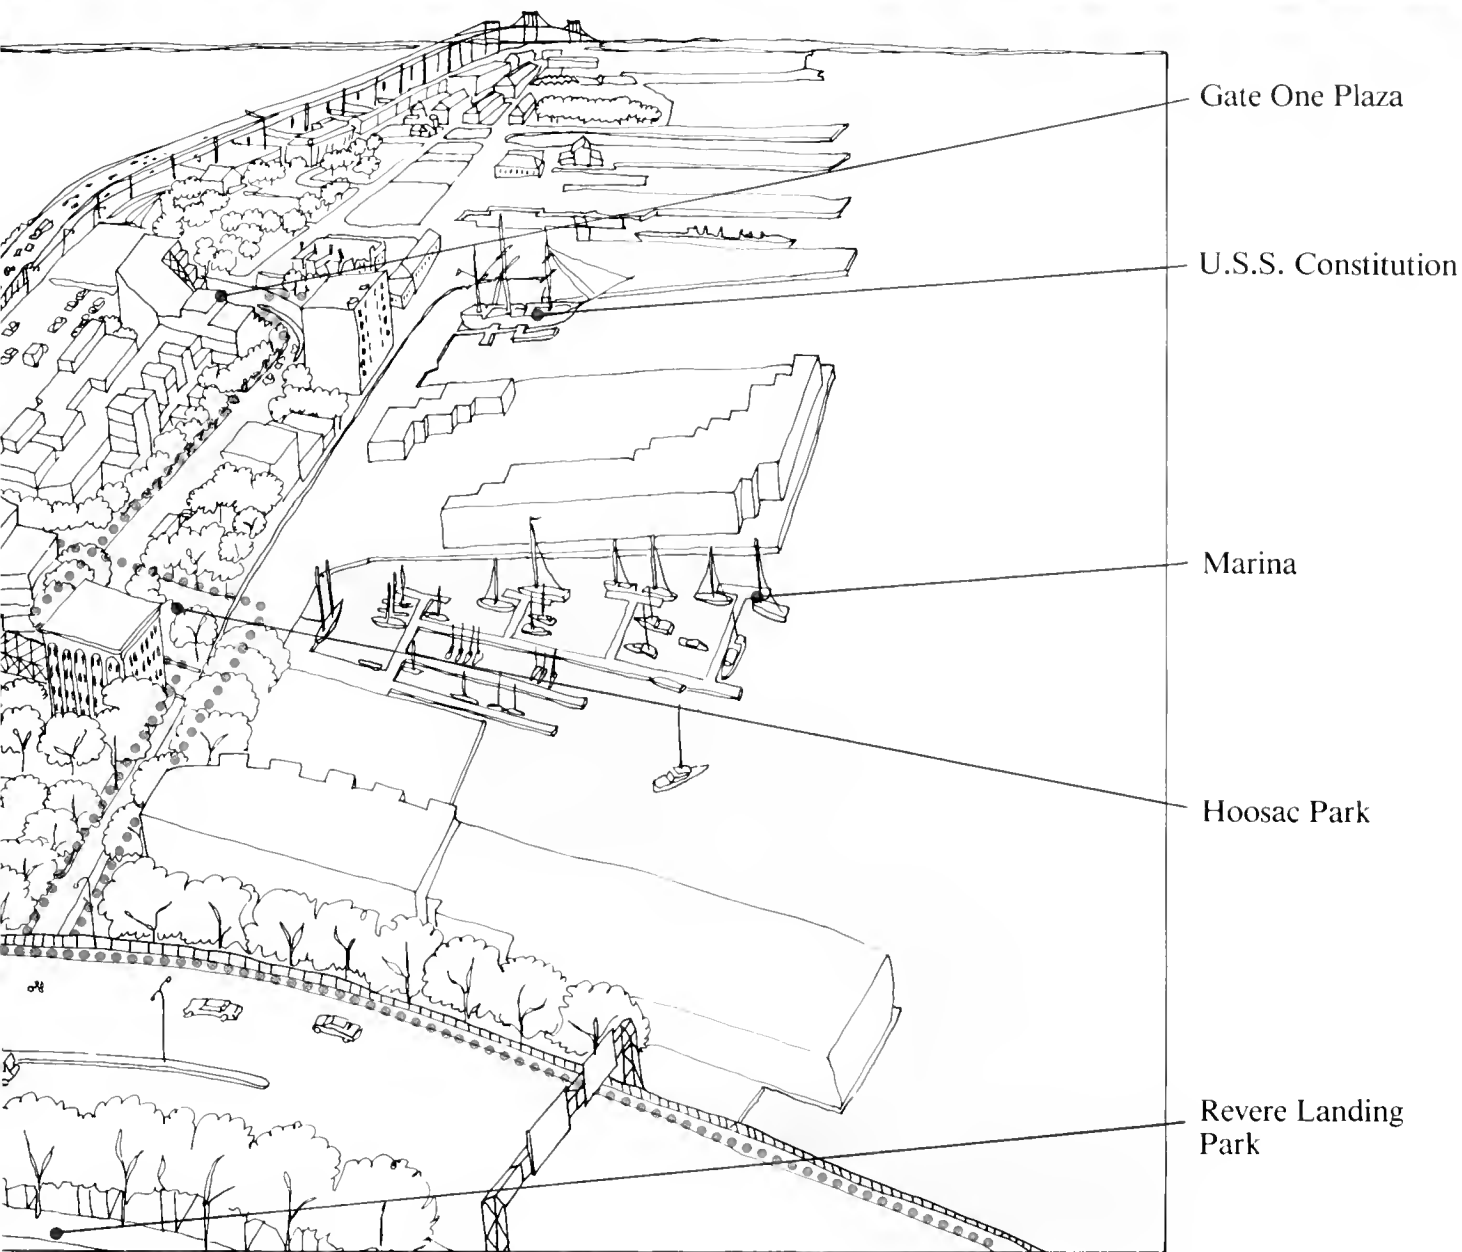 Gate One Plaza
U.S.S. Constitution
Marina
Hoosac Park
Revere Landing
Park